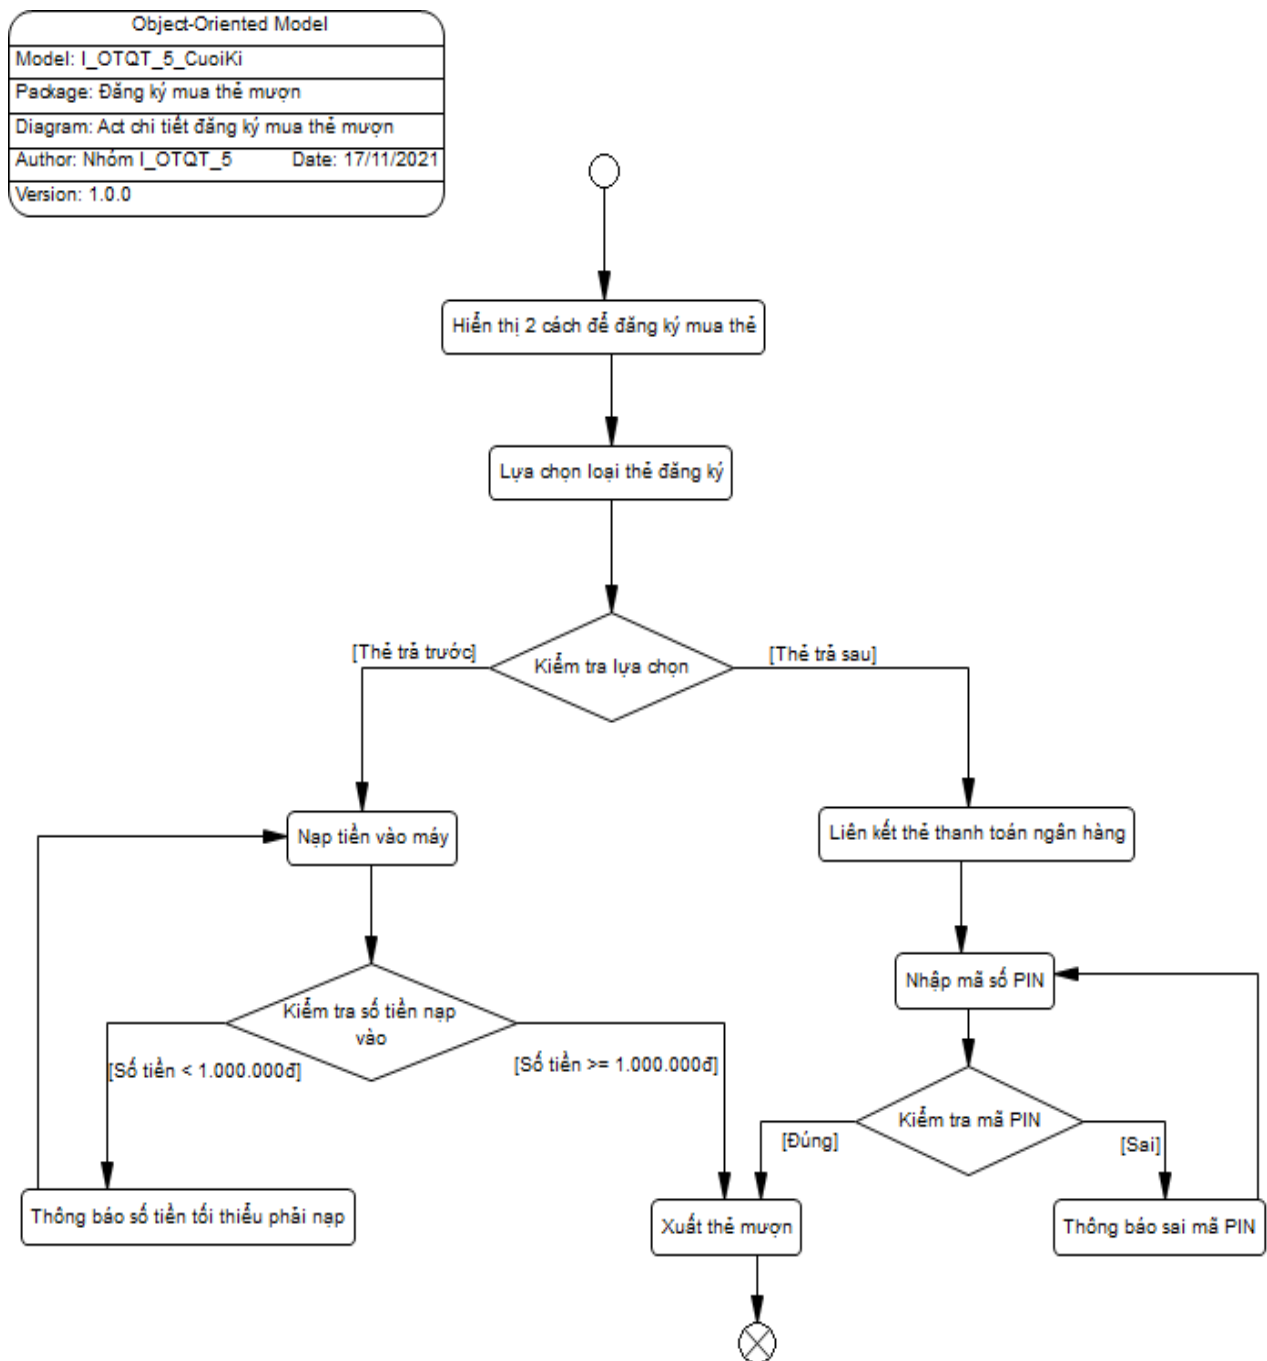 Object-Oriented Model
Model: I_OTQT_5_CuoiKi
Package: Đăng ký mua thẻ mượn
Diagram: Act chi tiết đăng ký mua thẻ mượn
Author: Nhóm I_OTQT_5 Date: 17/11/2021
Version: 1.0.0
Hiển thị 2 cách để đăng ký mua thẻ
Lựa chọn loại thẻ đăng ký
[Thẻ trả trước]
Kiểm tra lựa chọn
[Thẻ trả sau]
Nạp tiền vào máy
Liên kết thẻ thanh toán ngân hàng
Nhập mã số PIN
Kiểm tra số tiền nạp
vào
[Số tiền < 1.000.000đ]
[Số tiền >= 1.000.000đ]
Kiểm tra mã PIN
[Đúng]
[Sai]
Thông báo số tiền tối thiểu phải nạp
Xuất thẻ mượn
Thông báo sai mã PIN